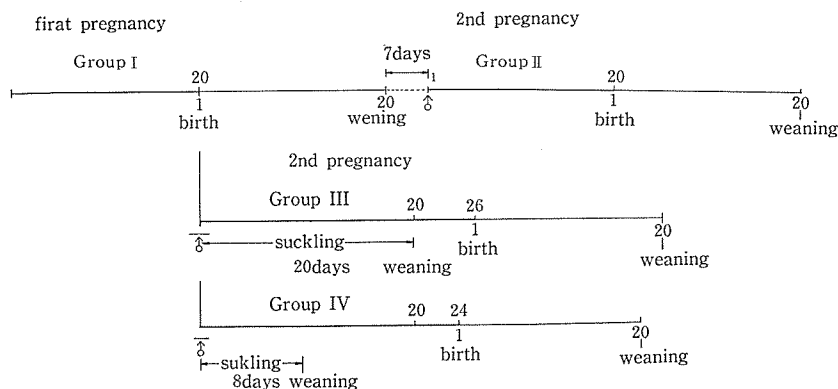 firat pregnancy 2nd pregnancy
Group I 7days Group II
20 1 20
1 20 ♂ 1 20
birth wening birth weaning
2nd pregnancy
Group III 20 26
♂ suckling 1 20
20days weaning birth weaning
Group IV 20 24
♂ 1 20
sukling birth weaning
8days weaning